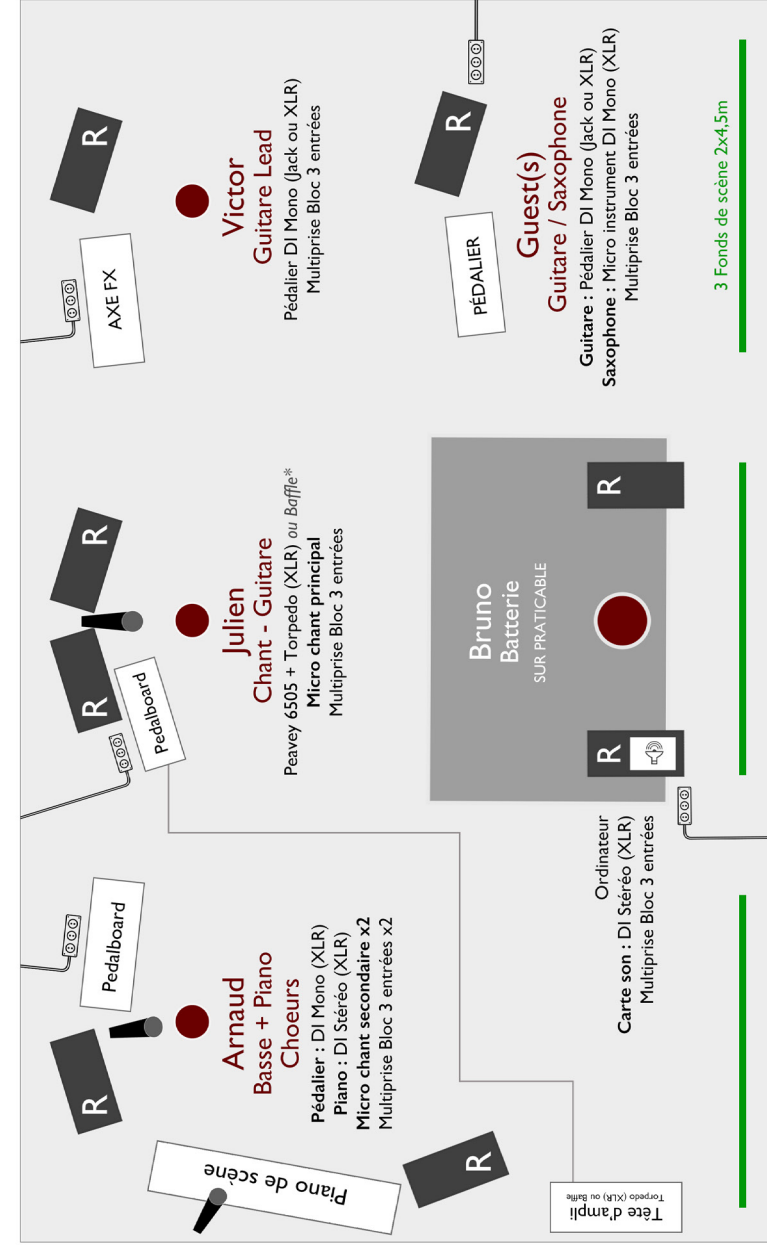 R
Pedalboard
Arnaud
Basse + Piano
Choeurs
Pédalier : DI Mono (XLR)
Piano : DI Stéréo (XLR)
Micro chant secondaire x2
Multiprise Bloc 3 entrées x2
Piano de scène
R
R
R
Pedalboard
Julien
Chant - Guitare
Peavey 6505 + Torpedo (XLR) ou Baffle*
Micro chant principal
Multiprise Bloc 3 entrées
AXE FX
R
Victor
Guitare Lead
Pédalier DI Mono (Jack ou XLR)
Multiprise Bloc 3 entrées
Tête d'ampli
Torpedo (XLR) ou Baffle
Ordinateur
Carte son : DI Stéréo (XLR)
Multiprise Bloc 3 entrées
Bruno
Batterie
SUR PRATICABLE
R
R
PÉDALIER
R
Guest(s)
Guitare / Saxophone
Guitare : Pédalier DI Mono (Jack ou XLR)
Saxophone : Micro instrument DI Mono (XLR)
Multiprise Bloc 3 entrées
3 Fonds de scène 2x4,5m